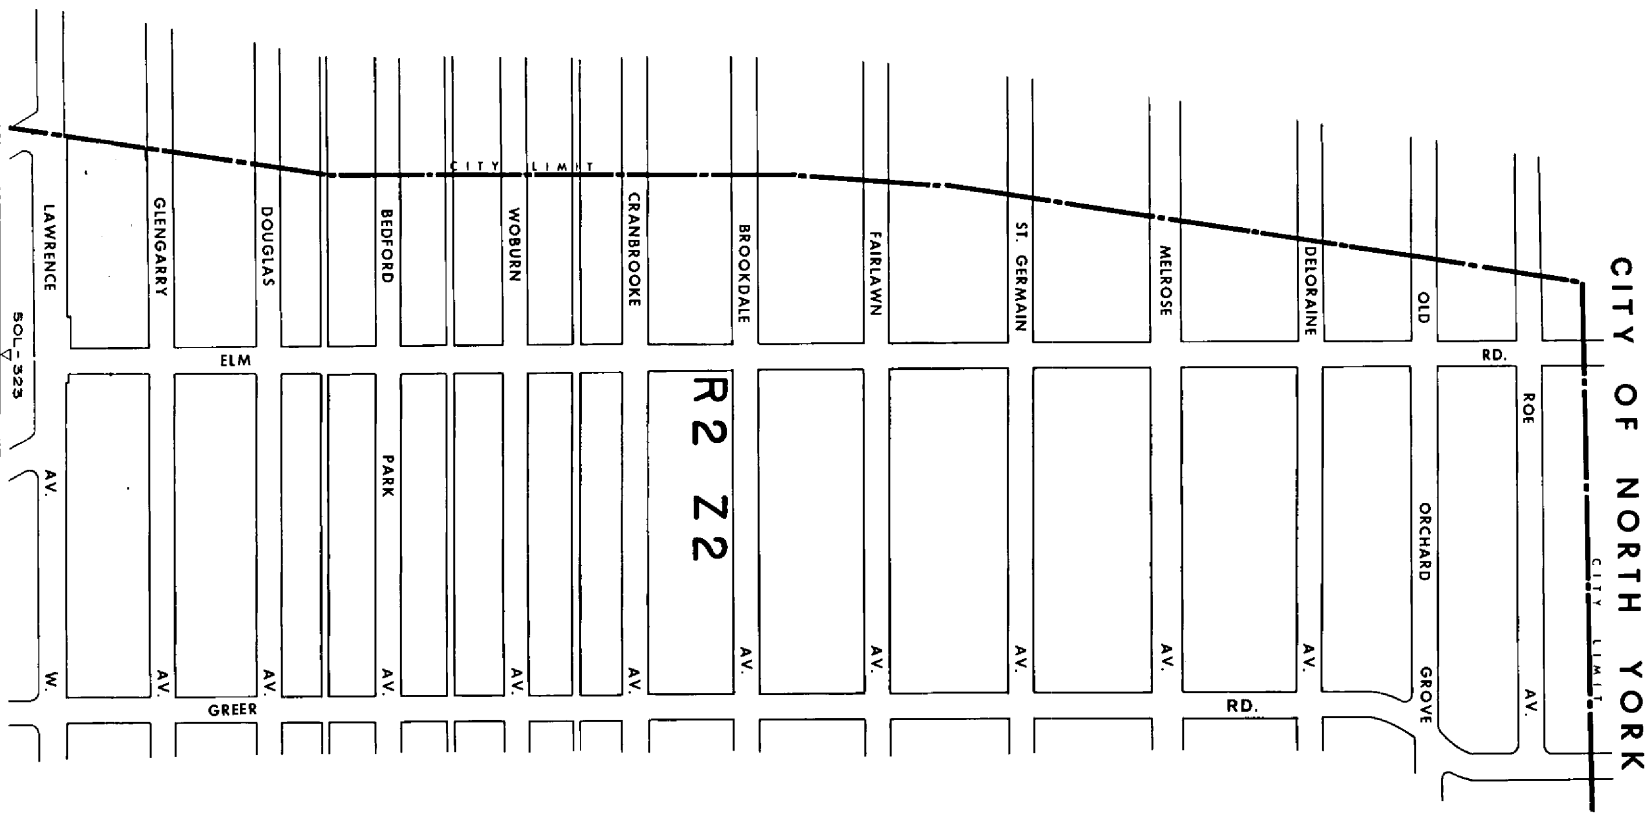 CITY OF NORTH YORK
CITY LIMIT
CITY LIMIT
LAWRENCE AV. W.
GLENGARRY AV.
DOUGLAS AV.
BEDFORD PARK AV.
WOBURN AV.
CRANBROOKE AV.
BROOKDALE AV.
FAIRLAWN AV.
ST. GERMAIN AV.
MELROSE AV.
DELORAINE AV.
OLD ORCHARD GROVE
ROE AV.
ELM RD.
GREER RD.
R2 Z2
50L-323